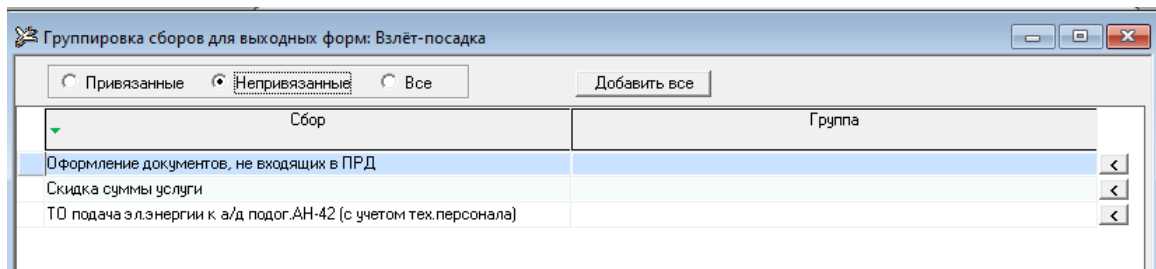 Группировка сборов для выходных форм: Взлёт-посадка
Привязанные Непривязанные Все Добавить все
Сбор Группа
Оформление документов, не входящих в ПРД <
Скидка суммы услуги <
ТО подача эл.энергии к а/д подог.АН-42 (с учетом тех.персонала) <